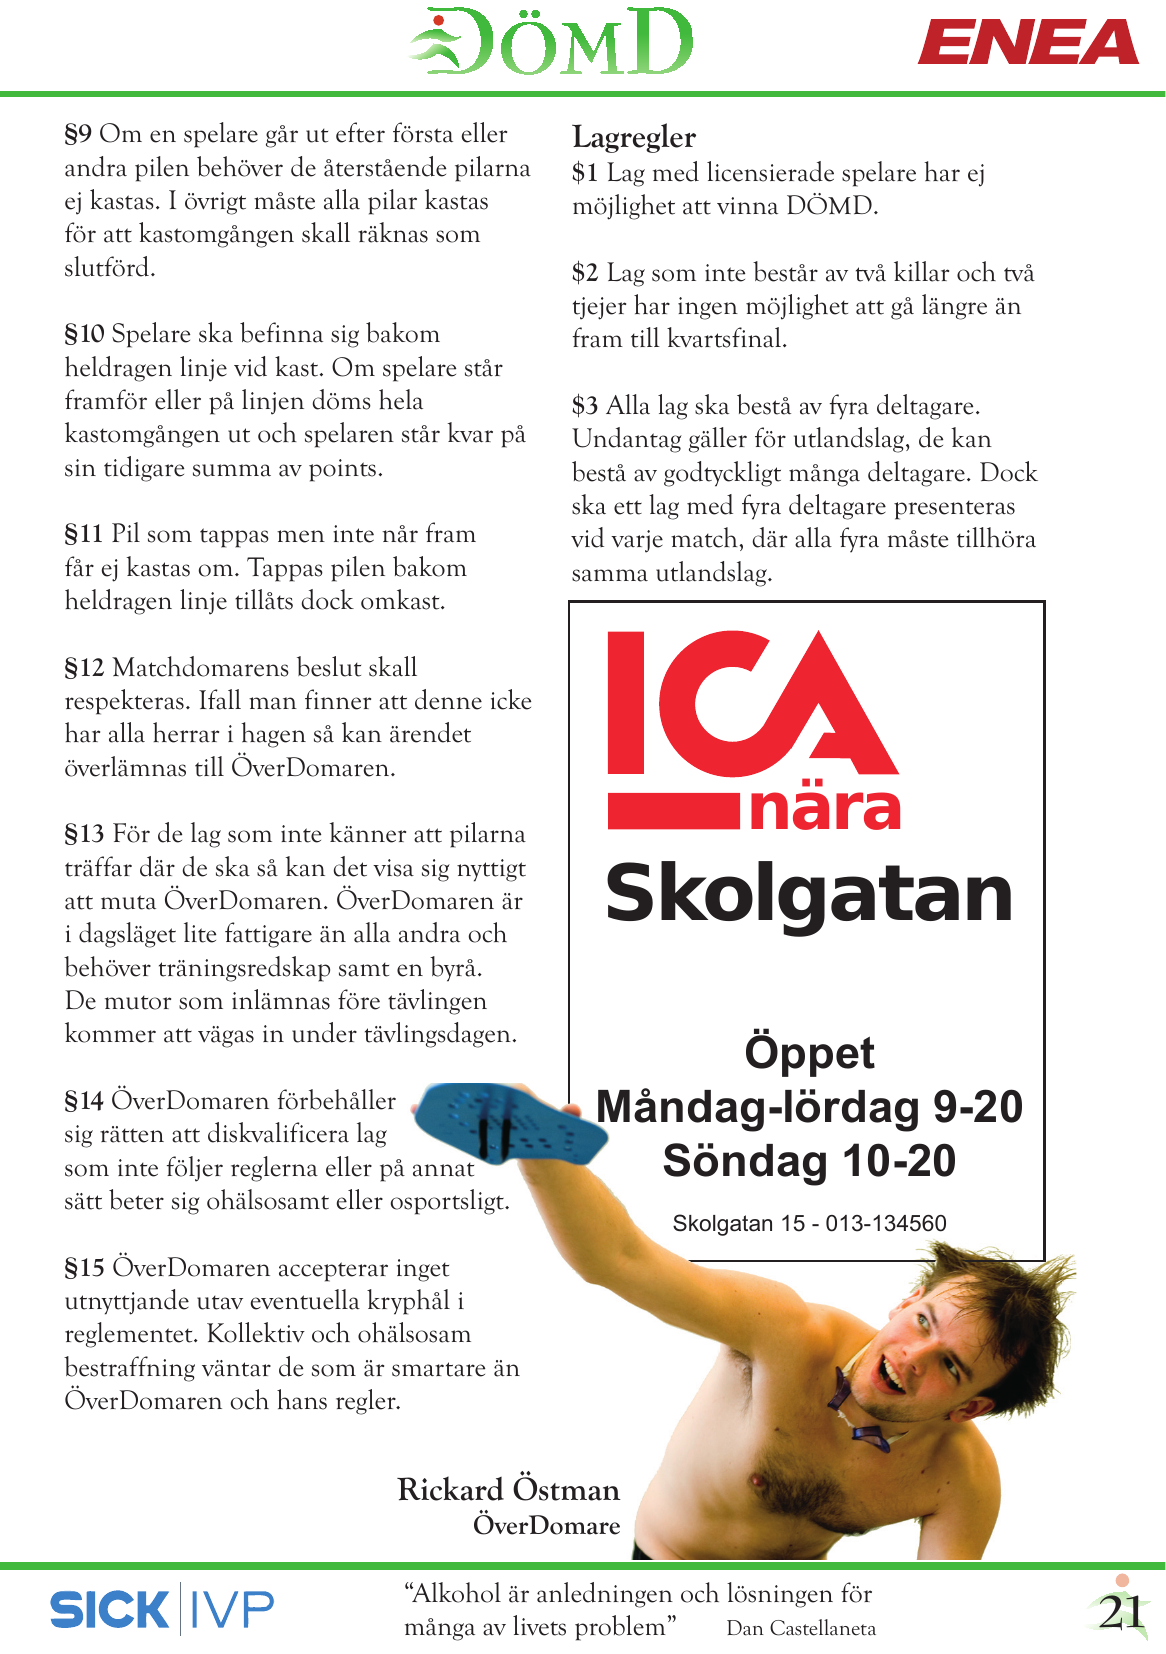 DÖMD
ENEA
§9 Om en spelare går ut efter första eller
andra pilen behöver de återstående pilarna
ej kastas. I övrigt måste alla pilar kastas
för att kastomgången skall räknas som
slutförd.
§10 Spelare ska befinna sig bakom
heldragen linje vid kast. Om spelare står
framför eller på linjen döms hela
kastomgången ut och spelaren står kvar på
sin tidigare summa av points.
§11 Pil som tappas men inte når fram
får ej kastas om. Tappas pilen bakom
heldragen linje tillåts dock omkast.
§12 Matchdomarens beslut skall
respekteras. Ifall man finner att denne icke
har alla herrar i hagen så kan ärendet
överlämnas till ÖverDomaren.
§13 För de lag som inte känner att pilarna
träffar där de ska så kan det visa sig nyttigt
att muta ÖverDomaren. ÖverDomaren är
i dagsläget lite fattigare än alla andra och
behöver träningsredskap samt en byrå.
De mutor som inlämnas före tävlingen
kommer att vägas in under tävlingsdagen.
§14 ÖverDomaren förbehåller
sig rätten att diskvalificera lag
som inte följer reglerna eller på annat
sätt beter sig ohälsosamt eller osportsligt.
§15 ÖverDomaren accepterar inget
utnyttjande utav eventuella kryphål i
reglementet. Kollektiv och ohälsosam
bestraffning väntar de som är smartare än
ÖverDomaren och hans regler.
Rickard Östman
ÖverDomare
Lagregler
$1 Lag med licensierade spelare har ej
möjlighet att vinna DÖMD.
$2 Lag som inte består av två killar och två
tjejer har ingen möjlighet att gå längre än
fram till kvartsfinal.
$3 Alla lag ska bestå av fyra deltagare.
Undantag gäller för utlandslag, de kan
bestå av godtyckligt många deltagare. Dock
ska ett lag med fyra deltagare presenteras
vid varje match, där alla fyra måste tillhöra
samma utlandslag.
ICA
nära
Skolgatan
Öppet
Måndag-lördag 9-20
Söndag 10-20
Skolgatan 15 - 013-134560
SICK IVP
“Alkohol är anledningen och lösningen för
många av livets problem” Dan Castellaneta
21